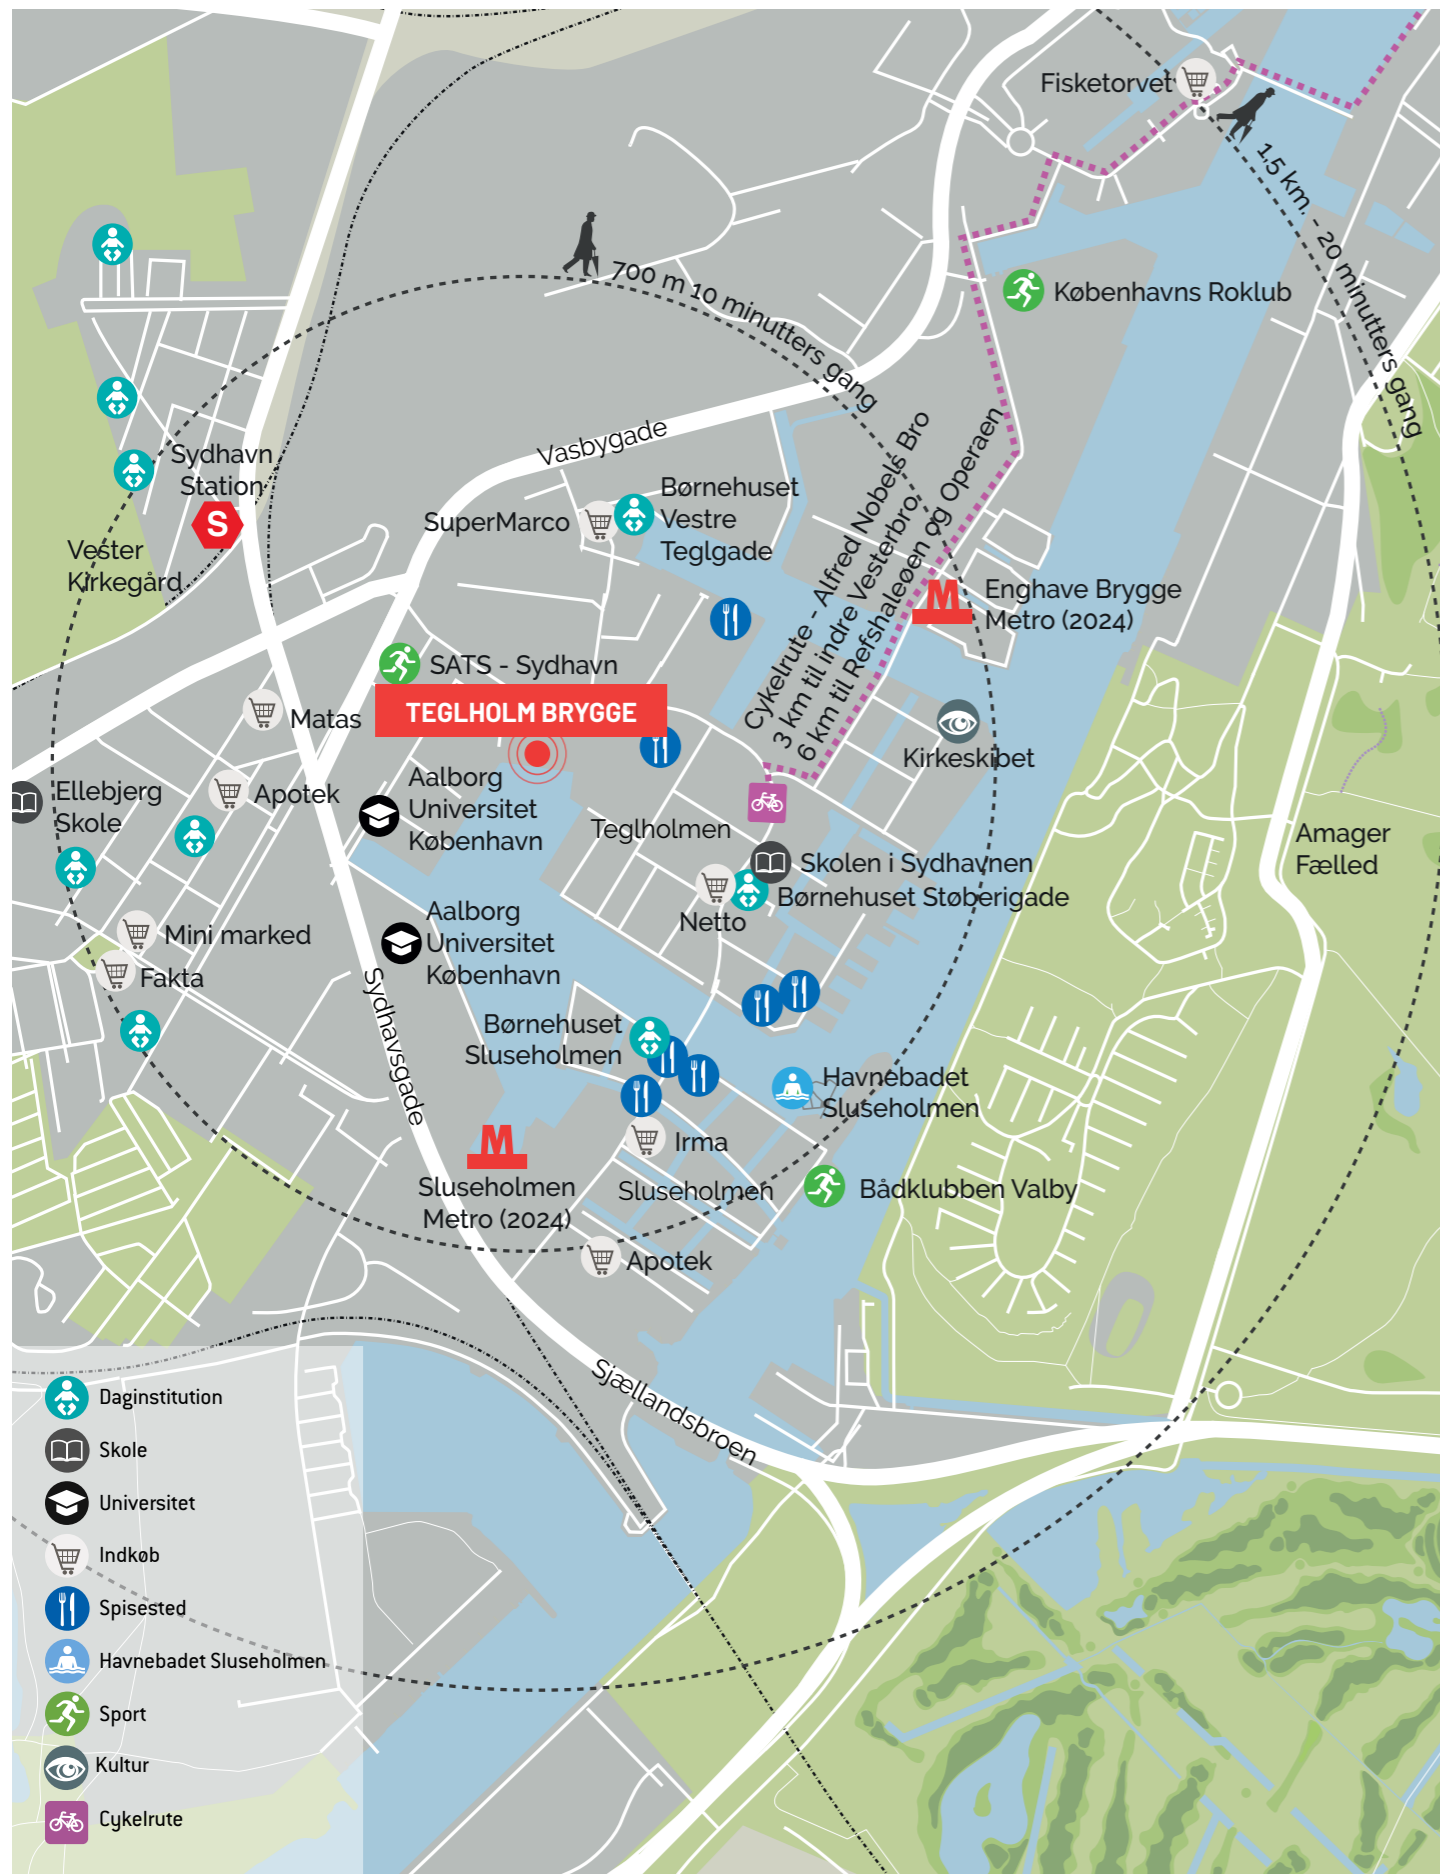 Fisketorvet
1,5 km. - 20 minutters gang
700 m 10 minutters gang
Københavns Roklub
Vasbygade
Sydhavn
Station
S
Vester
Kirkegård
SuperMarco
Børnehuset
Vestre
Teglgade
Cykelrute - Alfred Nobels Bro
3 km til indre Vesterbro
6 km til Refshaleøen og Operaen
M
Enghave Brygge
Metro (2024)
SATS - Sydhavn
TEGLHOLM BRYGGE
Matas
Kirkeskibet
Ellebjerg
Skole
Apotek
Aalborg
Universitet
København
Teglholmen
Amager
Fælled
Skolen i Sydhavnen
Børnehuset Støberigade
Netto
Mini marked
Fakta
Aalborg
Universitet
København
Sydhavsgade
Børnehuset
Sluseholmen
Havnebadet
Sluseholmen
M
Sluseholmen
Metro (2024)
Irma
Sluseholmen
Bådklubben Valby
Apotek
Sjællandsbroen
Daginstitution
Skole
Universitet
Indkøb
Spisested
Havnebadet Sluseholmen
Sport
Kultur
Cykelrute